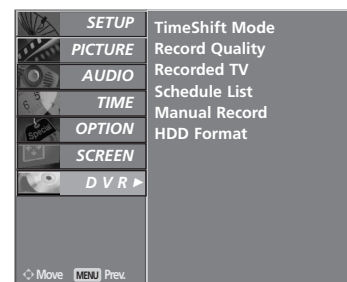 SETUP
PICTURE
AUDIO
TIME
OPTION
SCREEN
D V R ►
TimeShift Mode
Record Quality
Recorded TV
Schedule List
Manual Record
HDD Format
Move MENU Prev.